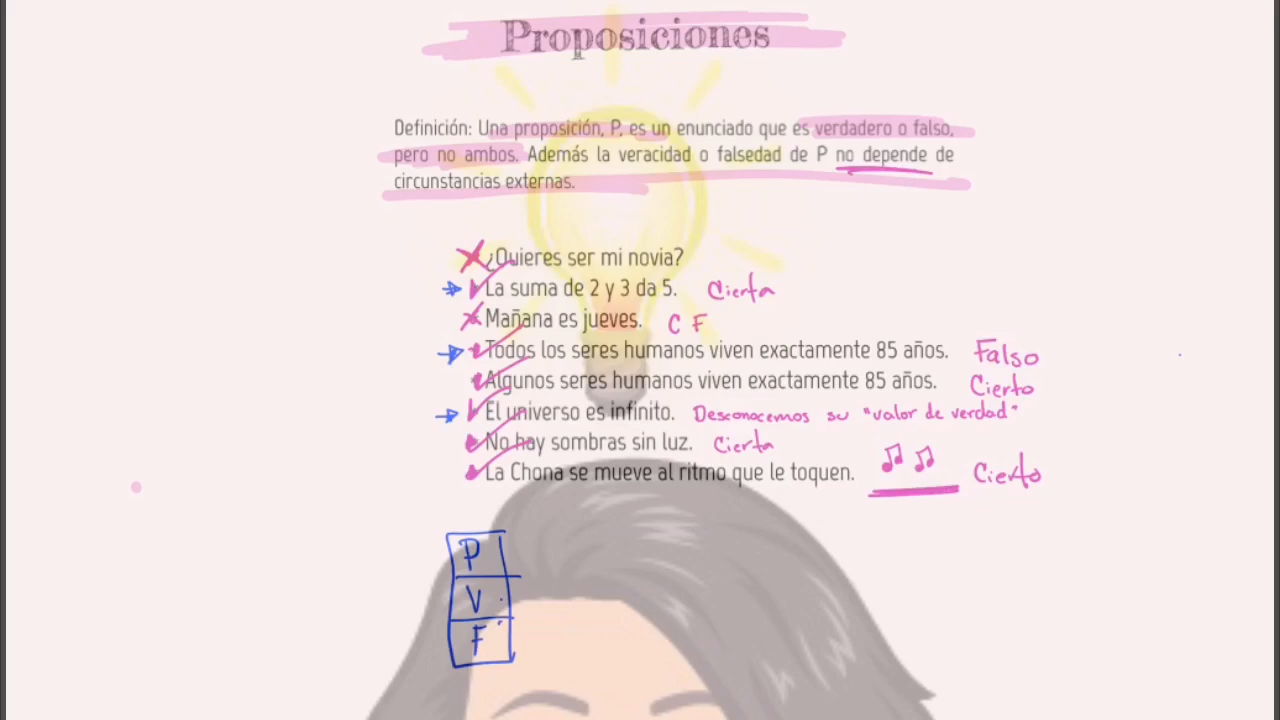 Proposiciones
Definición: Una proposición, P, es un enunciado que es verdadero o falso,
pero no ambos. Además la veracidad o falsedad de P no depende de
circunstancias externas.
¿Quieres ser mi novia?
La suma de 2 y 3 da 5. Cierta
Mañana es jueves. C F
Todos los seres humanos viven exactamente 85 años. Falso
Algunos seres humanos viven exactamente 85 años. Cierto
El universo es infinito. Desconocemos su "valor de verdad"
No hay sombras sin luz. Cierta
La Chona se mueve al ritmo que le toquen. Cierto
P
V
F